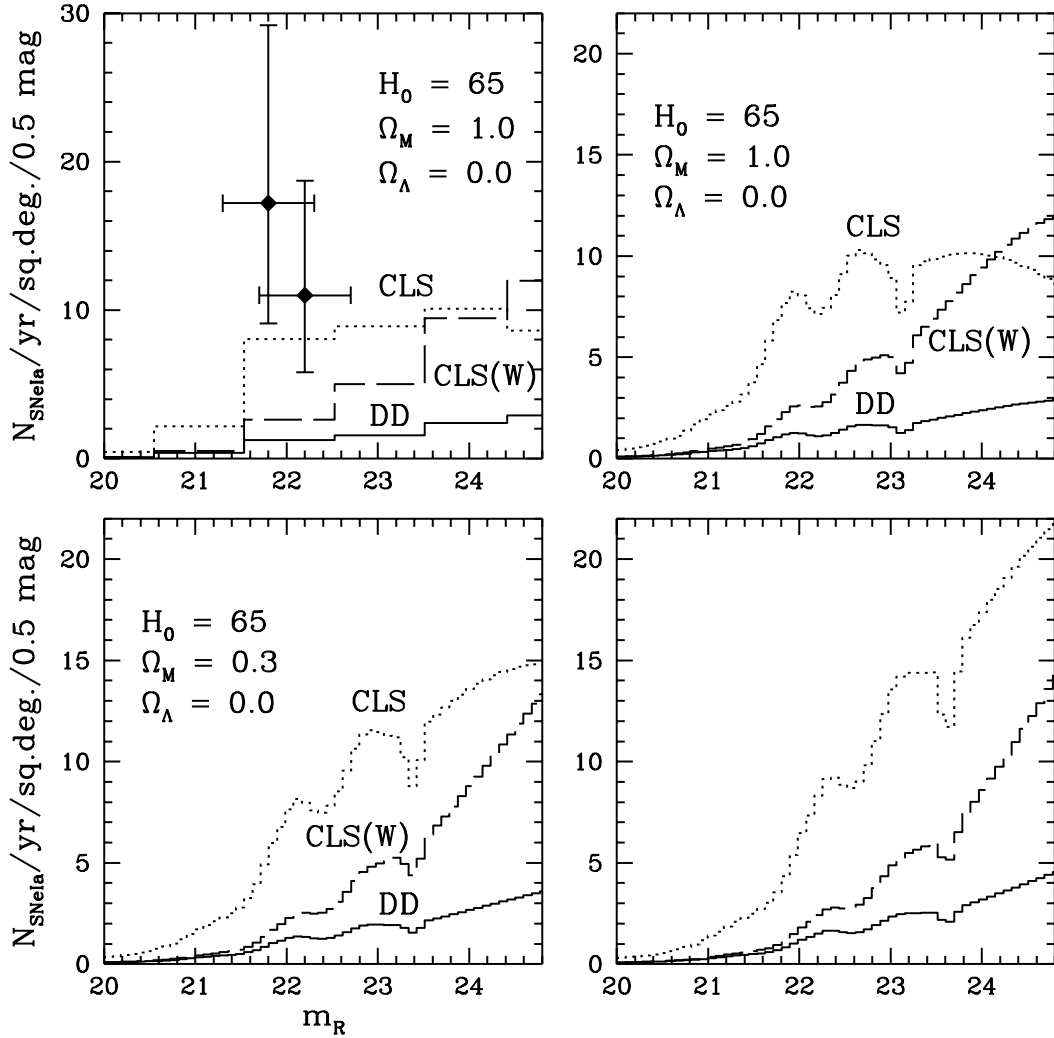 30
20
10
0
N_SNeIa/yr/sq.deg./0.5 mag
H₀ = 65
Ω_M = 1.0
Ω_Λ = 0.0
CLS
CLS(W)
DD
20 21 22 23 24
20
15
10
5
0
H₀ = 65
Ω_M = 1.0
Ω_Λ = 0.0
CLS
CLS(W)
DD
20 21 22 23 24
20
15
10
5
0
N_SNeIa/yr/sq.deg./0.5 mag
H₀ = 65
Ω_M = 0.3
Ω_Λ = 0.0
CLS
CLS(W)
DD
20 21 22 23 24
m_R
20
15
10
5
0
20 21 22 23 24